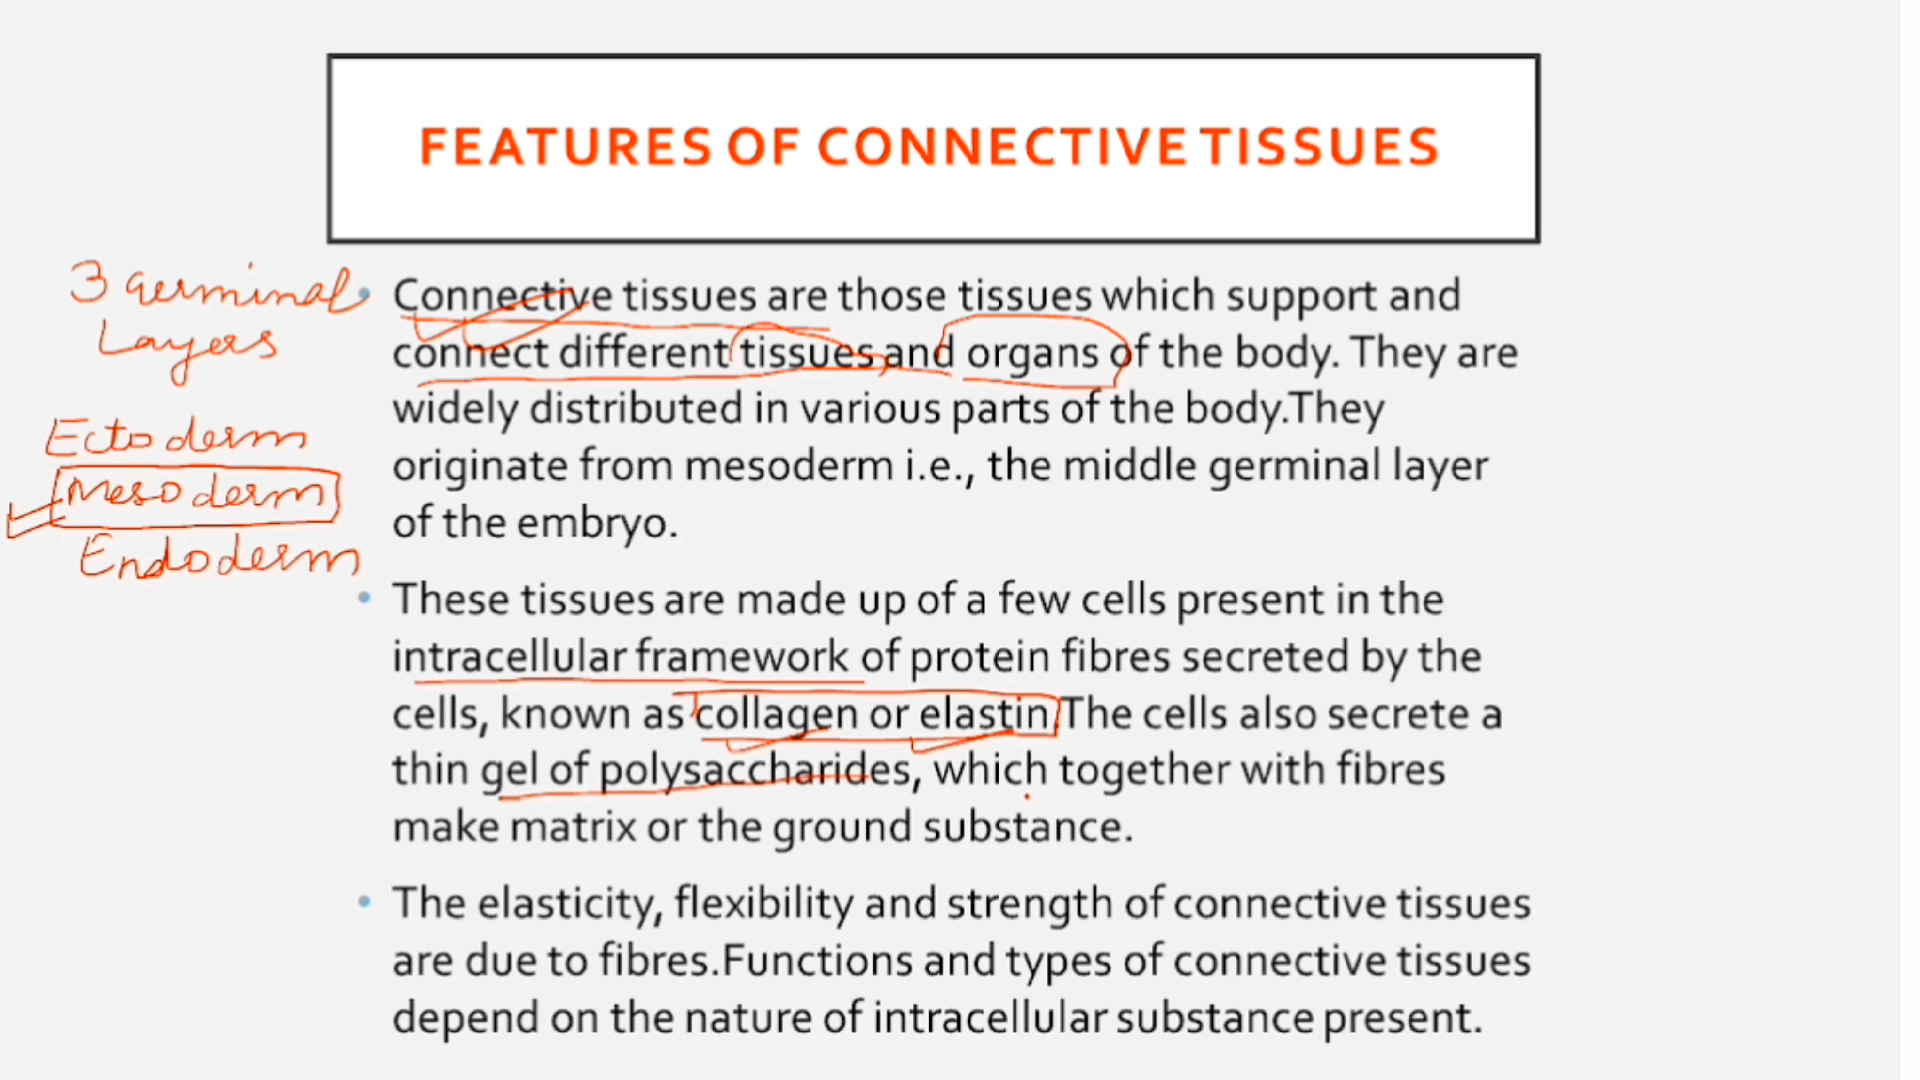 FEATURES OF CONNECTIVE TISSUES
3 Germinal
Layers
Ectoderm
Mesoderm
Endoderm
• Connective tissues are those tissues which support and
connect different tissues and organs of the body. They are
widely distributed in various parts of the body.They
originate from mesoderm i.e., the middle germinal layer
of the embryo.
• These tissues are made up of a few cells present in the
intracellular framework of protein fibres secreted by the
cells, known as collagen or elastin.The cells also secrete a
thin gel of polysaccharides, which together with fibres
make matrix or the ground substance.
• The elasticity, flexibility and strength of connective tissues
are due to fibres.Functions and types of connective tissues
depend on the nature of intracellular substance present.